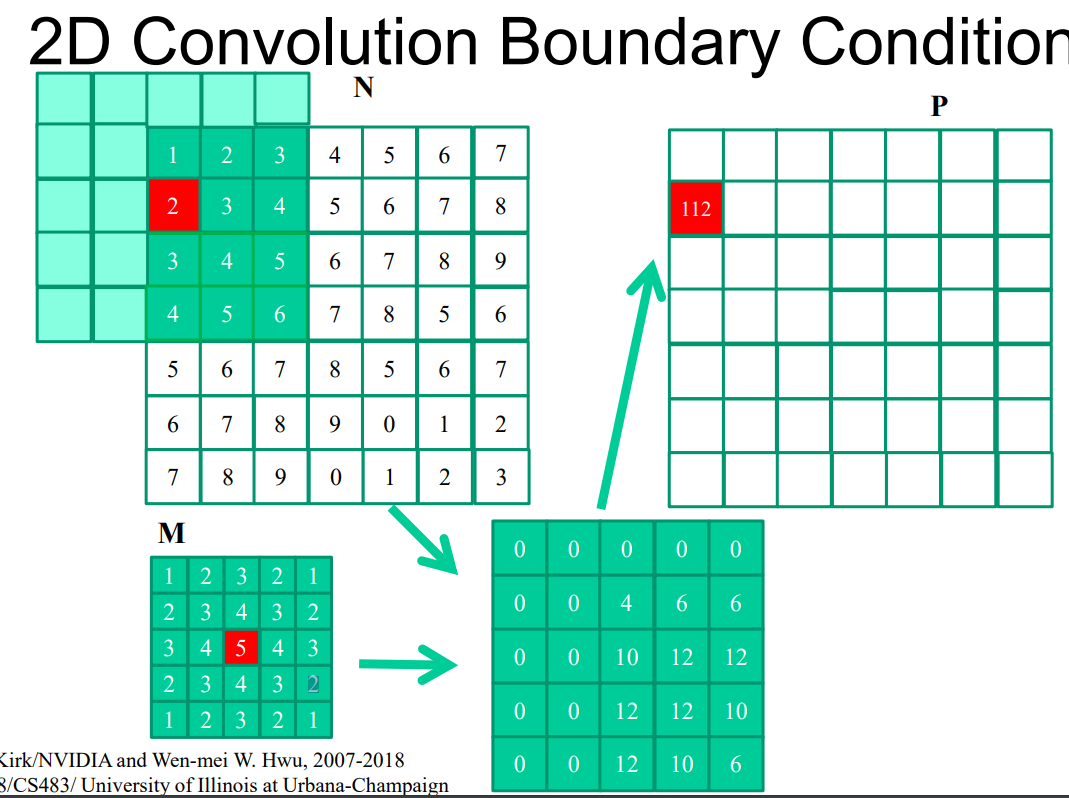 2D Convolution Boundary Condition
N
P
1 2 3 4 5 6 7
2 3 4 5 6 7 8
112
3 4 5 6 7 8 9
4 5 6 7 8 5 6
5 6 7 8 5 6 7
6 7 8 9 0 1 2
7 8 9 0 1 2 3
M
1 2 3 2 1
2 3 4 3 2
3 4 5 4 3
2 3 4 3 2
1 2 3 2 1
0 0 0 0 0
0 0 4 6 6
0 0 10 12 12
0 0 12 12 10
0 0 12 10 6
Kirk/NVIDIA and Wen-mei W. Hwu, 2007-2018
8/CS483/ University of Illinois at Urbana-Champaign